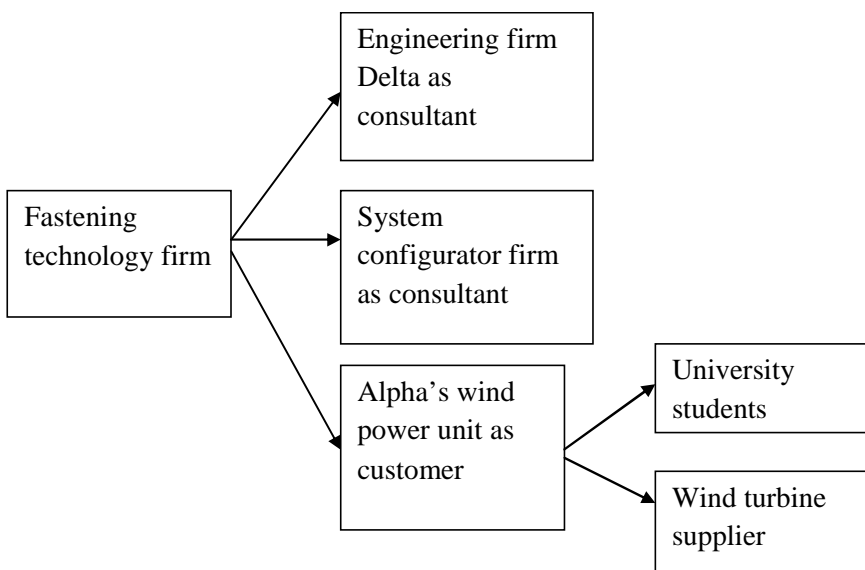 Engineering firm
Delta as
consultant
Fastening
technology firm
System
configurator firm
as consultant
Alpha’s wind
power unit as
customer
University
students
Wind turbine
supplier